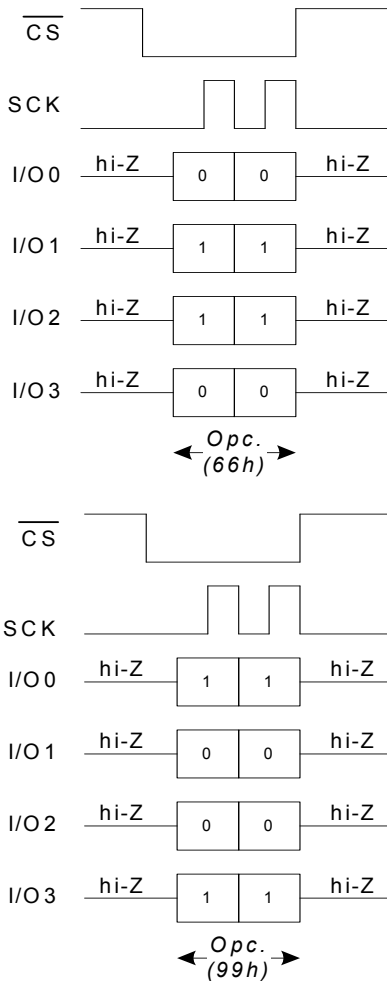 CS
SCK
I/O0 hi-Z 0 0 hi-Z
I/O1 hi-Z 1 1 hi-Z
I/O2 hi-Z 1 1 hi-Z
I/O3 hi-Z 0 0 hi-Z
Opc.
(66h)
CS
SCK
I/O0 hi-Z 1 1 hi-Z
I/O1 hi-Z 0 0 hi-Z
I/O2 hi-Z 0 0 hi-Z
I/O3 hi-Z 1 1 hi-Z
Opc.
(99h)